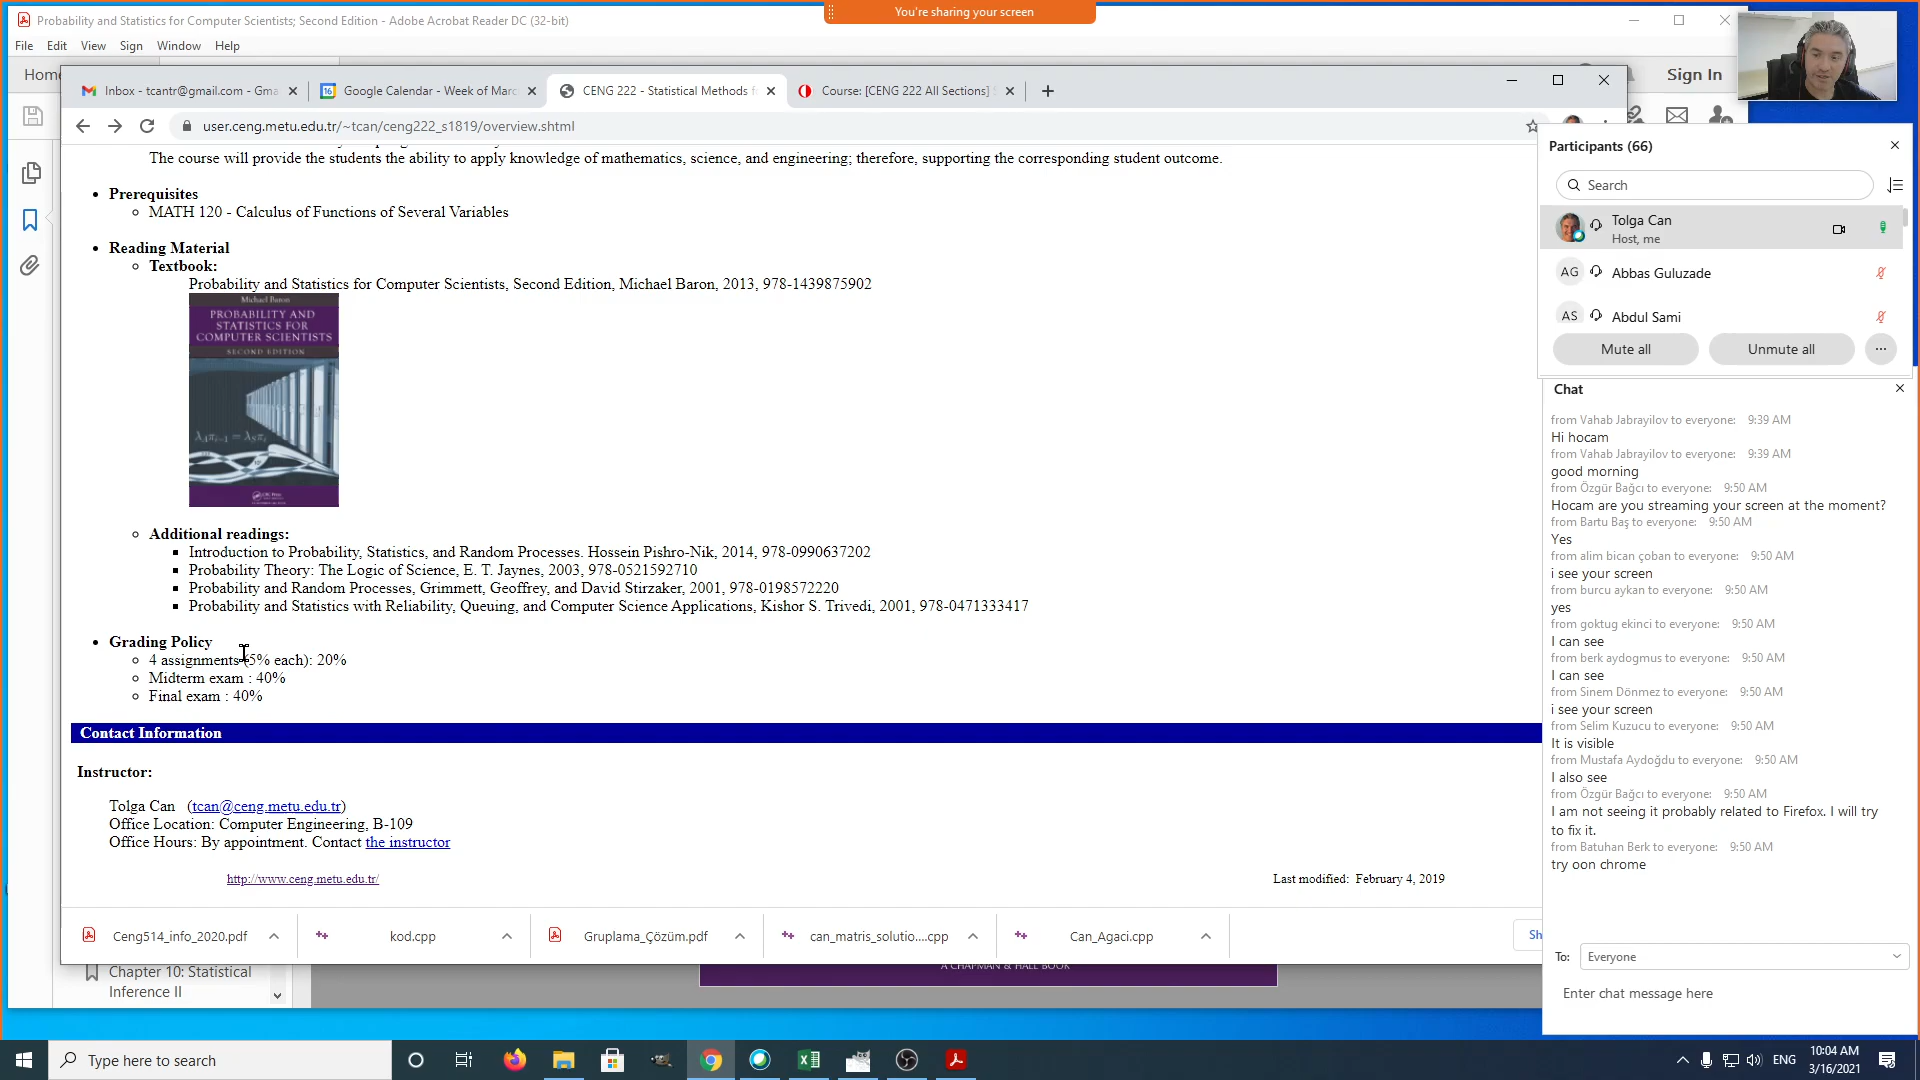 Probability and Statistics for Computer Scientists; Second Edition - Adobe Acrobat Reader DC (32-bit)
You're sharing your screen
File Edit View Sign Window Help
Home
Sign In
Inbox - tcantr@gmail.com - Gma
Google Calendar - Week of Marc
CENG 222 - Statistical Methods f
Course: [CENG 222 All Sections]
user.ceng.metu.edu.tr/~tcan/ceng222_s1819/overview.shtml
The course will provide the students the ability to apply knowledge of mathematics, science, and engineering; therefore, supporting the corresponding student outcome.
Prerequisites
MATH 120 - Calculus of Functions of Several Variables
Reading Material
Textbook:
Probability and Statistics for Computer Scientists, Second Edition, Michael Baron, 2013, 978-1439875902
Michael Baron
PROBABILITY AND
STATISTICS FOR
COMPUTER SCIENTISTS
SECOND EDITION
CRC Press
Additional readings:
Introduction to Probability, Statistics, and Random Processes. Hossein Pishro-Nik, 2014, 978-0990637202
Probability Theory: The Logic of Science, E. T. Jaynes, 2003, 978-0521592710
Probability and Random Processes, Grimmett, Geoffrey, and David Stirzaker, 2001, 978-0198572220
Probability and Statistics with Reliability, Queuing, and Computer Science Applications, Kishor S. Trivedi, 2001, 978-0471333417
Grading Policy
4 assignments (5% each): 20%
Midterm exam : 40%
Final exam : 40%
Contact Information
Instructor:
Tolga Can (tcan@ceng.metu.edu.tr)
Office Location: Computer Engineering, B-109
Office Hours: By appointment. Contact the instructor
http://www.ceng.metu.edu.tr/
Last modified: February 4, 2019
Ceng514_info_2020.pdf
kod.cpp
Gruplama_Çözüm.pdf
can_matris_solutio....cpp
Can_Agaci.cpp
Sh
Chapter 10: Statistical
Inference II
A CHAPMAN & HALL BOOK
Participants (66)
Search
Tolga Can
Host, me
AG Abbas Guluzade
AS Abdul Sami
Mute all
Unmute all
Chat
from Vahab Jabrayilov to everyone: 9:39 AM
Hi hocam
from Vahab Jabrayilov to everyone: 9:39 AM
good morning
from Özgür Bağcı to everyone: 9:50 AM
Hocam are you streaming your screen at the moment?
from Bartu Baş to everyone: 9:50 AM
Yes
from alim bican çoban to everyone: 9:50 AM
i see your screen
from burcu aykan to everyone: 9:50 AM
yes
from goktug ekinci to everyone: 9:50 AM
I can see
from berk aydogmus to everyone: 9:50 AM
I can see
from Sinem Dönmez to everyone: 9:50 AM
i see your screen
from Selim Kuzucu to everyone: 9:50 AM
It is visible
from Mustafa Aydoğdu to everyone: 9:50 AM
I also see
from Özgür Bağcı to everyone: 9:50 AM
I am not seeing it probably related to Firefox. I will try
to fix it.
from Batuhan Berk to everyone: 9:50 AM
try oon chrome
To: Everyone
Enter chat message here
Type here to search
ENG
10:04 AM
3/16/2021